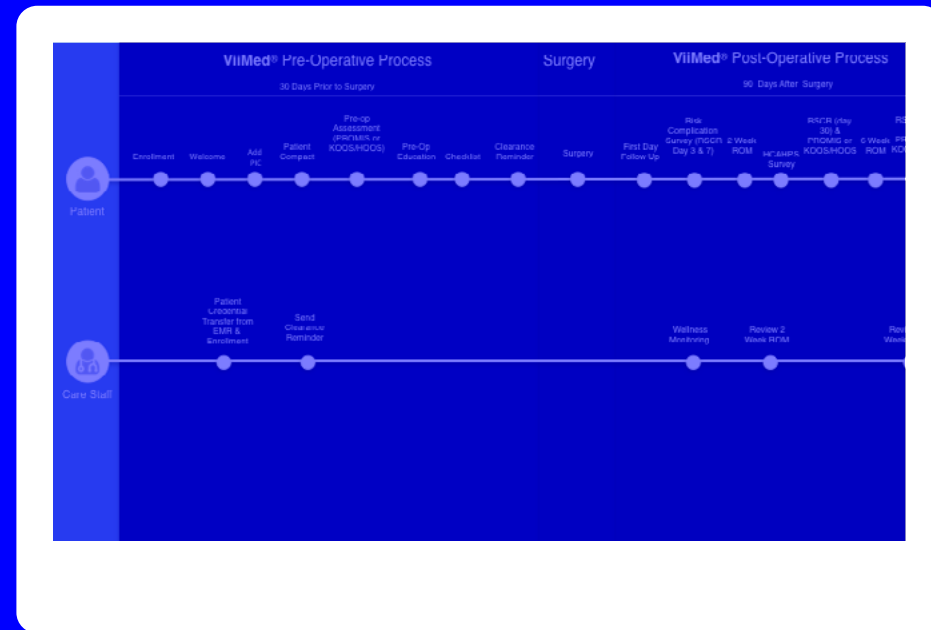 ViiMed® Pre-Operative Process
Surgery
ViiMed® Post-Operative Process
30 Days Prior to Surgery
90 Days After Surgery
Enrollment
Welcome
Add
PIC
Patient
Compact
Pre-op
Assessment
(PROMIS or
KOOS/HOOS)
Pre-Op
Education
Checklist
Clearance
Reminder
Surgery
First Day
Follow Up
Risk
Complication
Survey (RSCR
Day 3 & 7)
2 Week
ROM
HCAHPS
Survey
RSCR (day
30) &
PROMIS or
KOOS/HOOS
6 Week
ROM
Patient
Patient
Credential
Transfer from
EMR &
Enrollment
Send
Clearance
Reminder
Wellness
Monitoring
Review 2
Week ROM
Care Staff